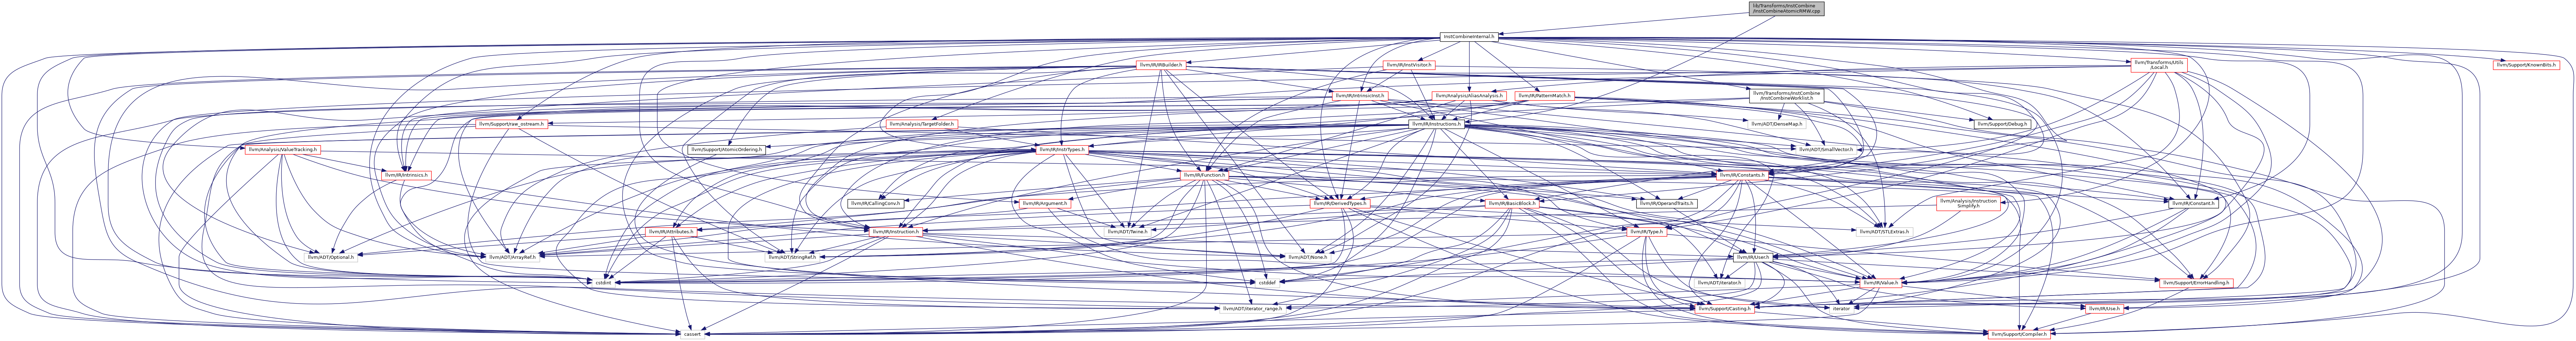 lib/Transforms/InstCombine
/InstCombineAtomicRMW.cpp
InstCombineInternal.h
llvm/IR/IRBuilder.h
llvm/IR/InstVisitor.h
llvm/Transforms/Utils
/Local.h
llvm/Support/KnownBits.h
llvm/IR/IntrinsicInst.h
llvm/Analysis/AliasAnalysis.h
llvm/IR/PatternMatch.h
llvm/Transforms/InstCombine
/InstCombineWorklist.h
llvm/Support/raw_ostream.h
llvm/Analysis/TargetFolder.h
llvm/IR/Instructions.h
llvm/ADT/DenseMap.h
llvm/Support/Debug.h
llvm/Analysis/ValueTracking.h
llvm/Support/AtomicOrdering.h
llvm/IR/InstrTypes.h
llvm/ADT/SmallVector.h
llvm/IR/Intrinsics.h
llvm/IR/Function.h
llvm/IR/Constants.h
llvm/IR/CallingConv.h
llvm/IR/Argument.h
llvm/IR/DerivedTypes.h
llvm/IR/BasicBlock.h
llvm/IR/OperandTraits.h
llvm/Analysis/Instruction
Simplify.h
llvm/IR/Constant.h
llvm/IR/Attributes.h
llvm/IR/Instruction.h
llvm/ADT/Twine.h
llvm/IR/Type.h
llvm/ADT/STLExtras.h
llvm/ADT/Optional.h
llvm/ADT/ArrayRef.h
llvm/ADT/StringRef.h
llvm/ADT/None.h
llvm/IR/User.h
cstdint
cstddef
llvm/ADT/iterator.h
llvm/IR/Value.h
llvm/Support/ErrorHandling.h
llvm/ADT/iterator_range.h
llvm/Support/Casting.h
iterator
llvm/IR/Use.h
cassert
llvm/Support/Compiler.h